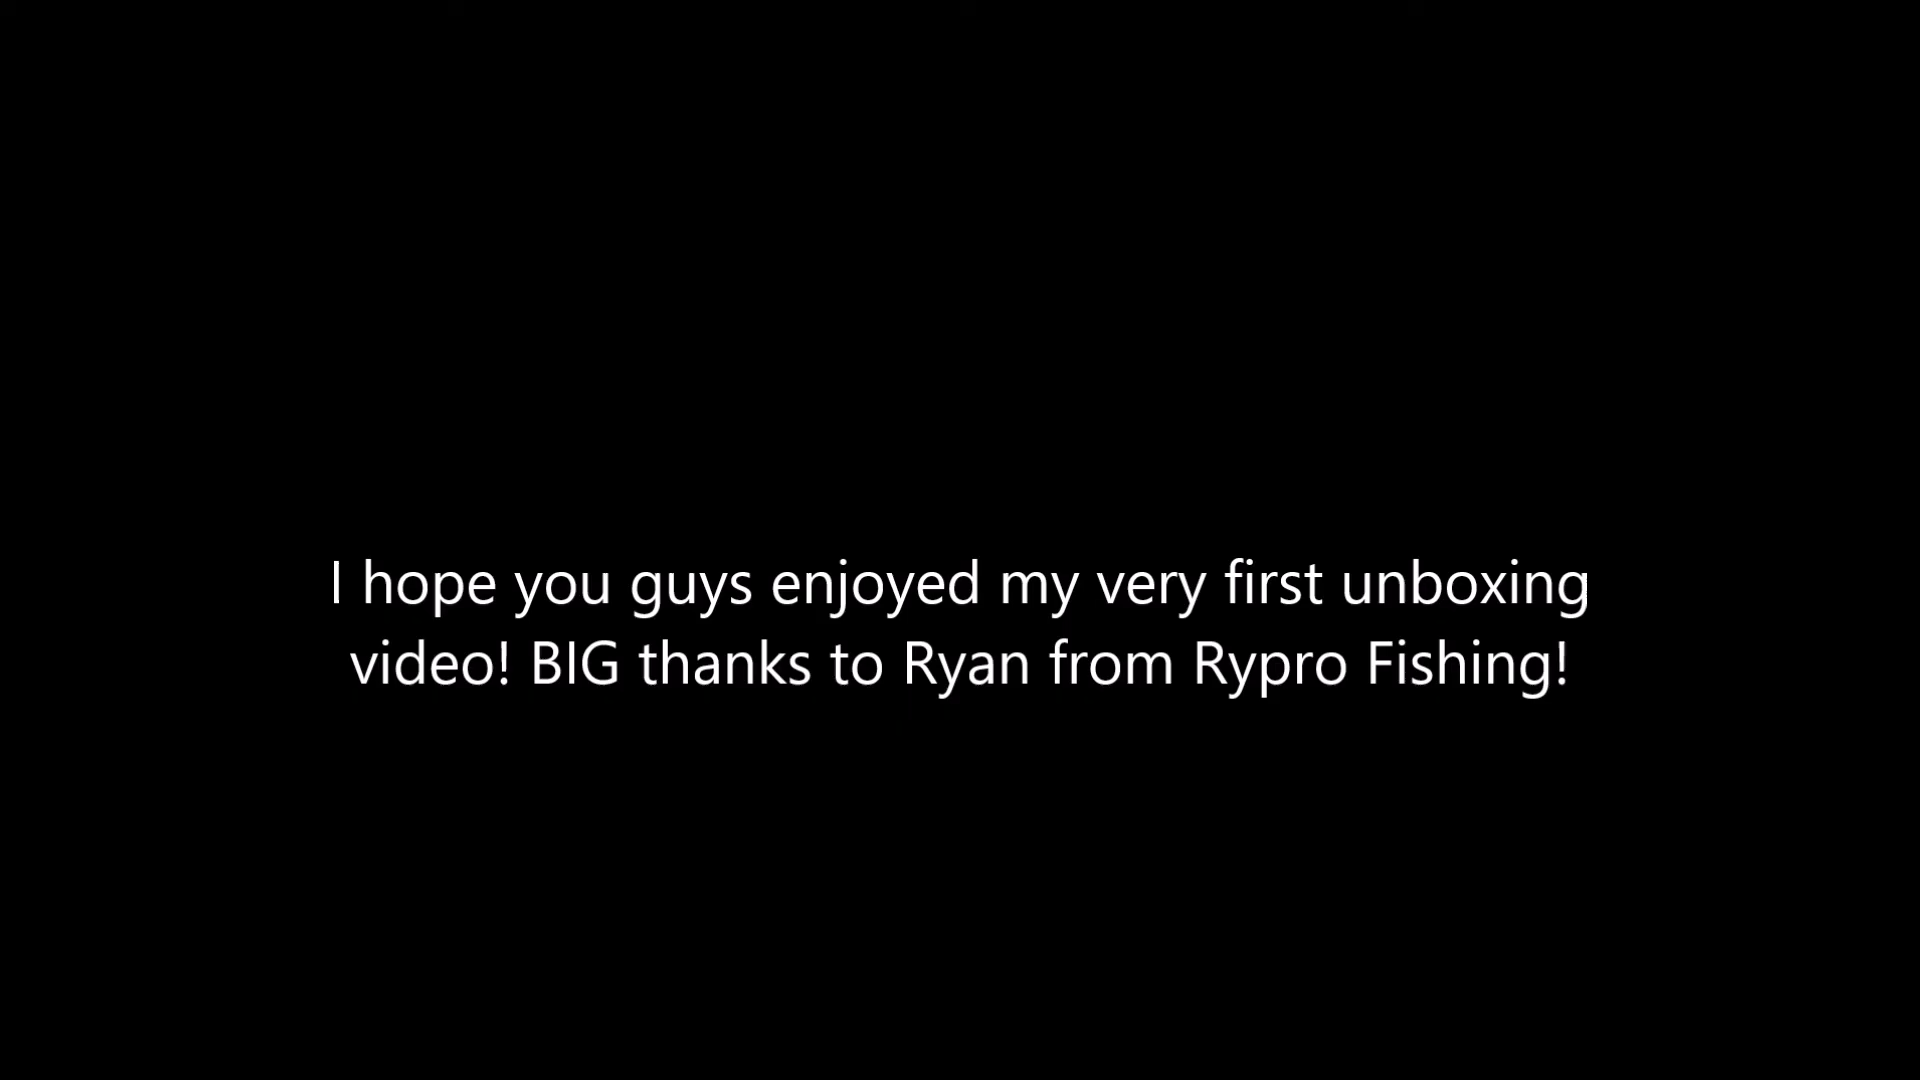 I hope you guys enjoyed my very first unboxing
video! BIG thanks to Ryan from Rypro Fishing!